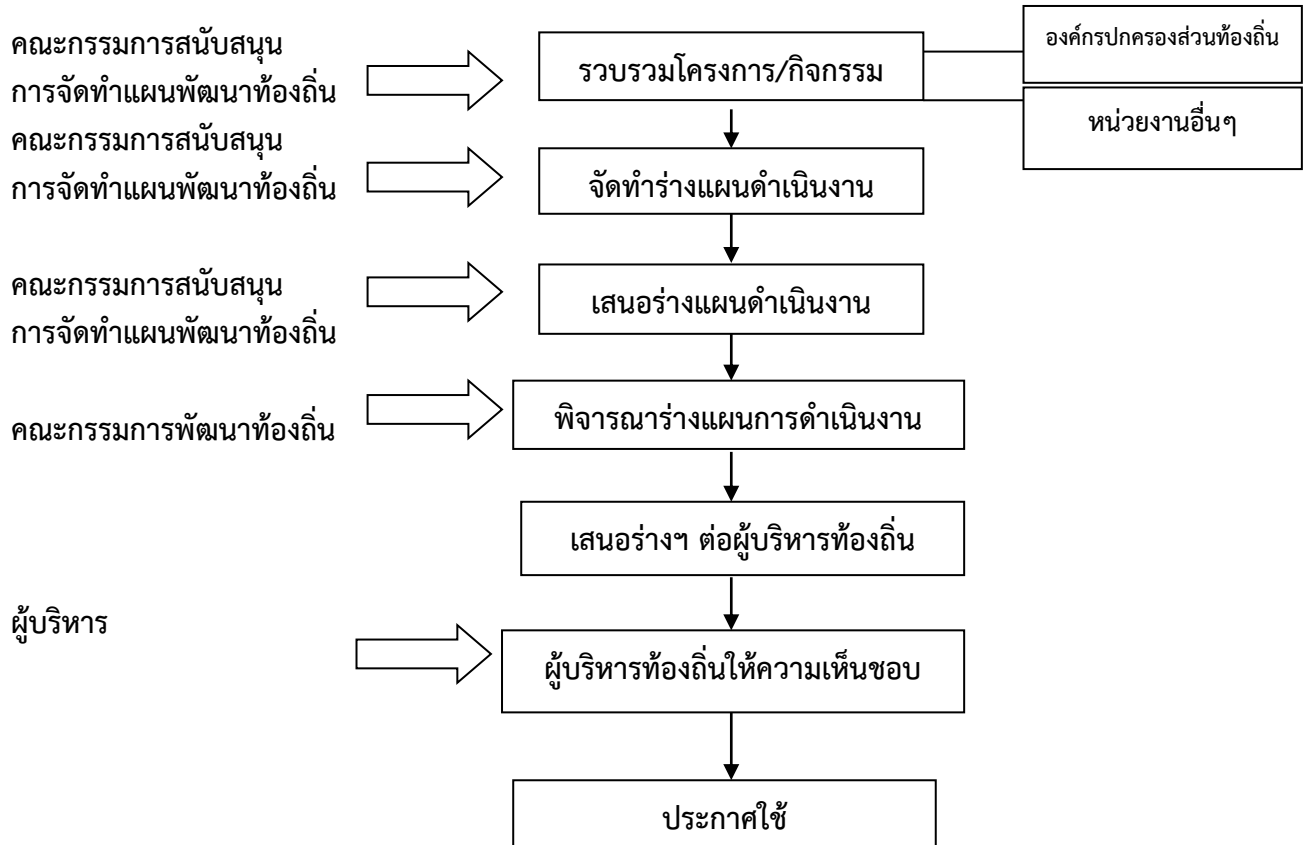 คณะกรรมการสนับสนุน
การจัดทำแผนพัฒนาท้องถิ่น
รวบรวมโครงการ/กิจกรรม
องค์กรปกครองส่วนท้องถิ่น
หน่วยงานอื่นๆ
คณะกรรมการสนับสนุน
การจัดทำแผนพัฒนาท้องถิ่น
จัดทำร่างแผนดำเนินงาน
คณะกรรมการสนับสนุน
การจัดทำแผนพัฒนาท้องถิ่น
เสนอร่างแผนดำเนินงาน
คณะกรรมการพัฒนาท้องถิ่น
พิจารณาร่างแผนการดำเนินงาน
เสนอร่างฯ ต่อผู้บริหารท้องถิ่น
ผู้บริหาร
ผู้บริหารท้องถิ่นให้ความเห็นชอบ
ประกาศใช้